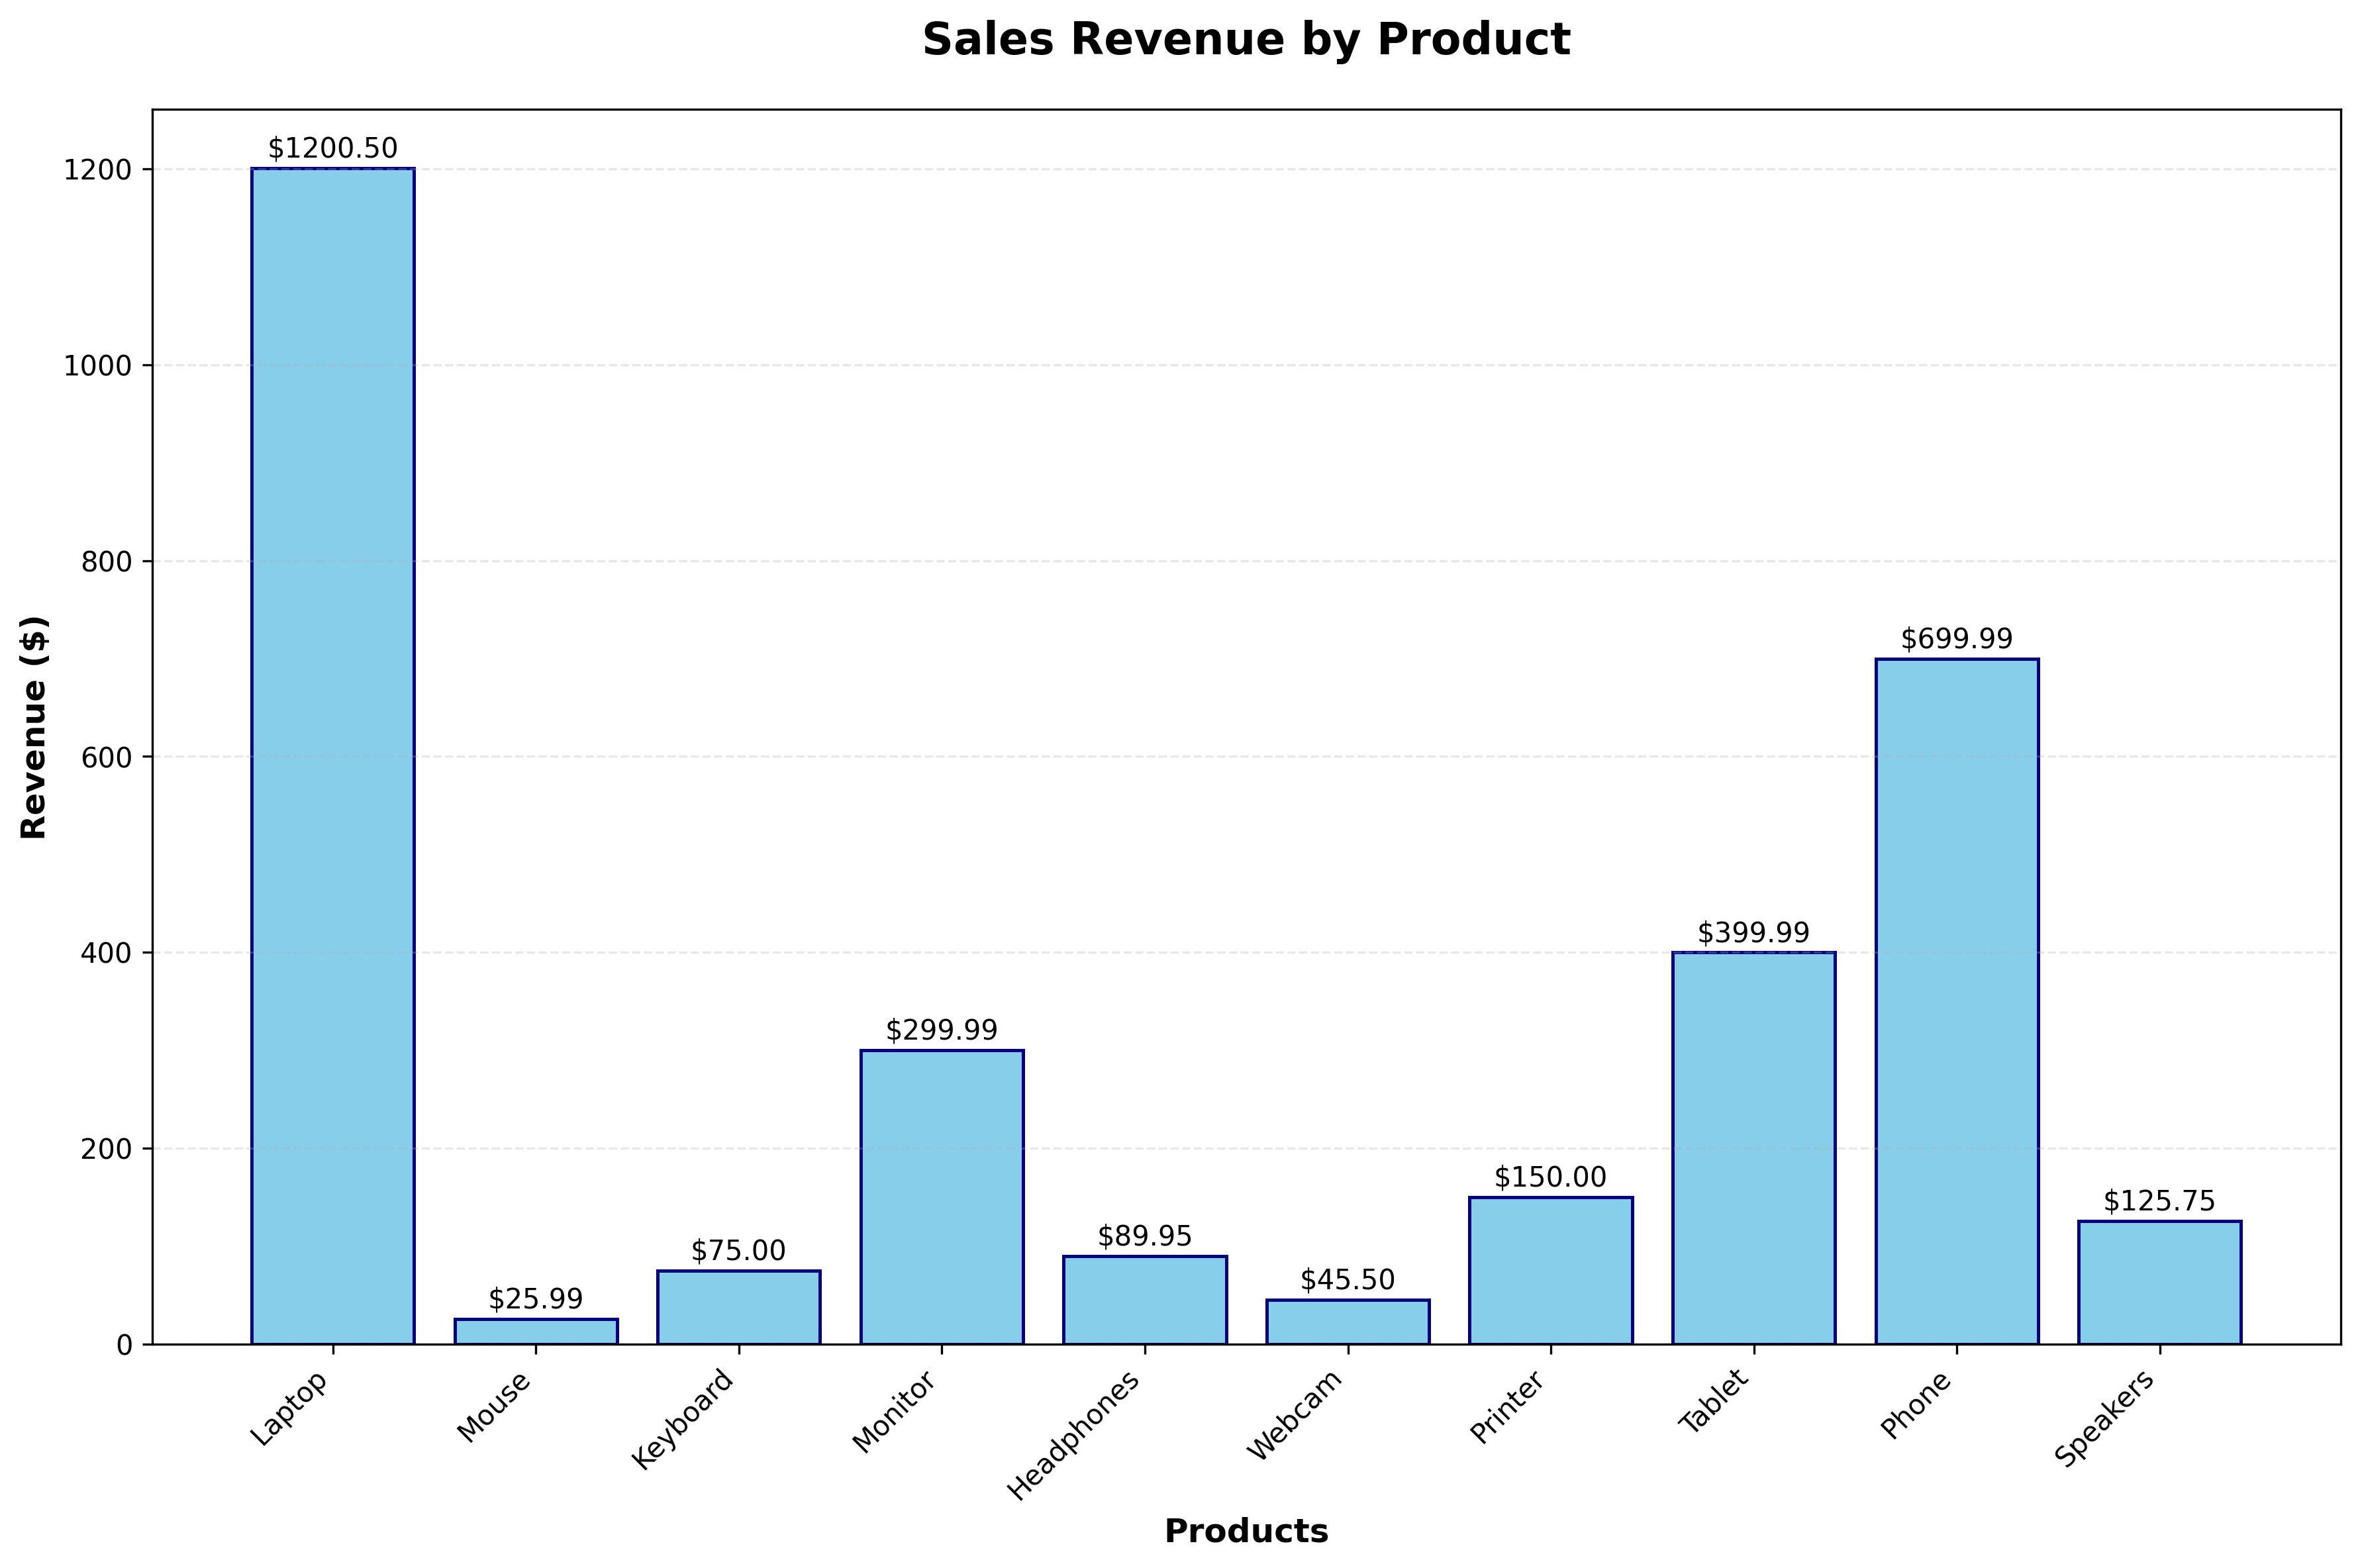 Sales Revenue by Product
Revenue ($)
1200
1000
800
600
400
200
0
$1200.50
$25.99
$75.00
$299.99
$89.95
$45.50
$150.00
$399.99
$699.99
$125.75
Laptop
Mouse
Keyboard
Monitor
Headphones
Webcam
Printer
Tablet
Phone
Speakers
Products